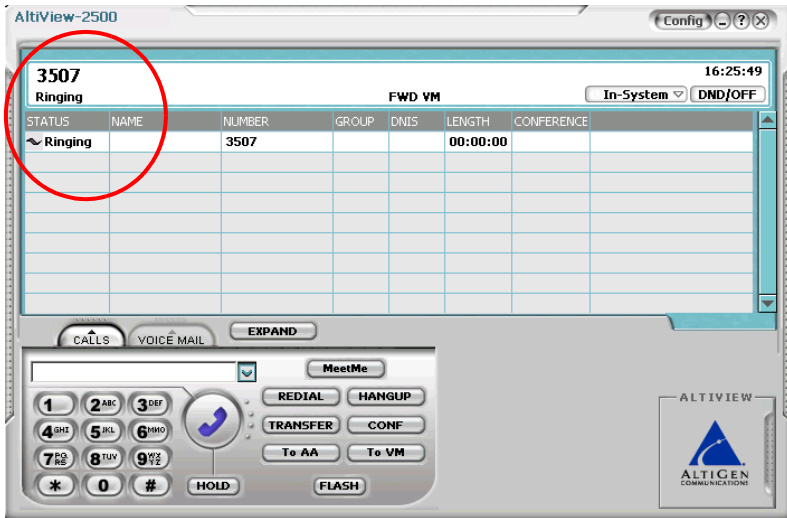 AltiView-2500 Config ?
3507 16:25:49
Ringing FWD VM In-System DND/OFF
STATUS NAME NUMBER GROUP DNIS LENGTH CONFERENCE
Ringing 3507 00:00:00
CALLS VOICE MAIL EXPAND
MeetMe
1 2 ABC 3 DEF REDIAL HANGUP
4 GHI 5 JKL 6 MNO TRANSFER CONF
7 PQRS 8 TUV 9 WXYZ To AA To VM
* 0 # HOLD FLASH
ALTIVIEW
ALTIGEN
COMMUNICATIONS